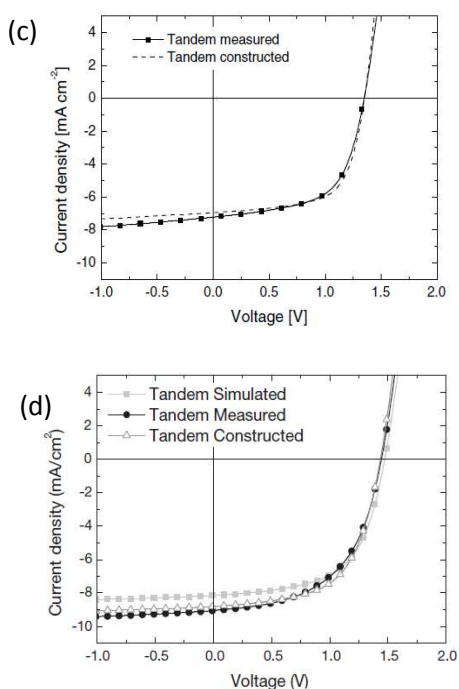 (c)
Tandem measured
Tandem constructed
4
2
0
-2
-4
-6
-8
-10
Current density [mA cm-2]
-1.0 -0.5 0.0 0.5 1.0 1.5 2.0
Voltage [V]
(d)
Tandem Simulated
Tandem Measured
Tandem Constructed
4
2
0
-2
-4
-6
-8
-10
Current density (mA/cm2)
-1.0 -0.5 0.0 0.5 1.0 1.5 2.0
Voltage (V)